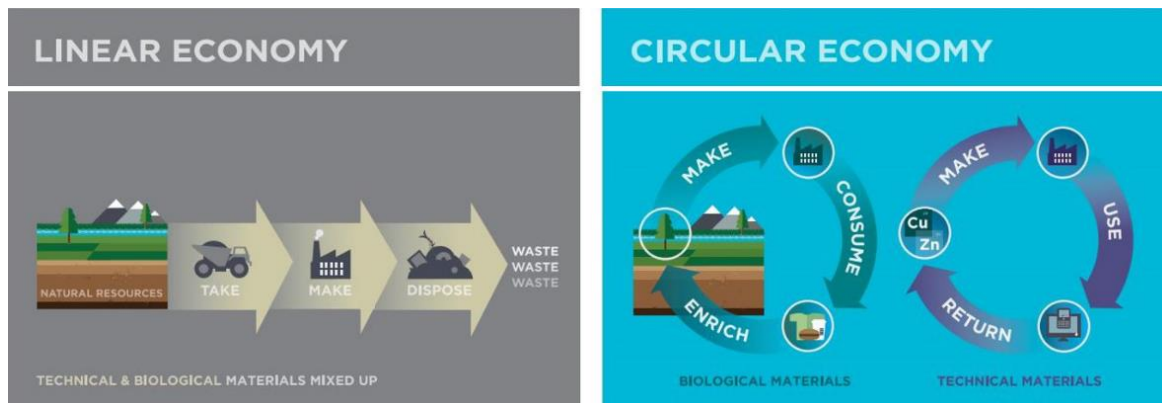 LINEAR ECONOMY
NATURAL RESOURCES
TAKE
MAKE
DISPOSE
WASTE
WASTE
WASTE
TECHNICAL & BIOLOGICAL MATERIALS MIXED UP
CIRCULAR ECONOMY
MAKE
CONSUME
ENRICH
BIOLOGICAL MATERIALS
MAKE
USE
RETURN
Cu
Zn
TECHNICAL MATERIALS